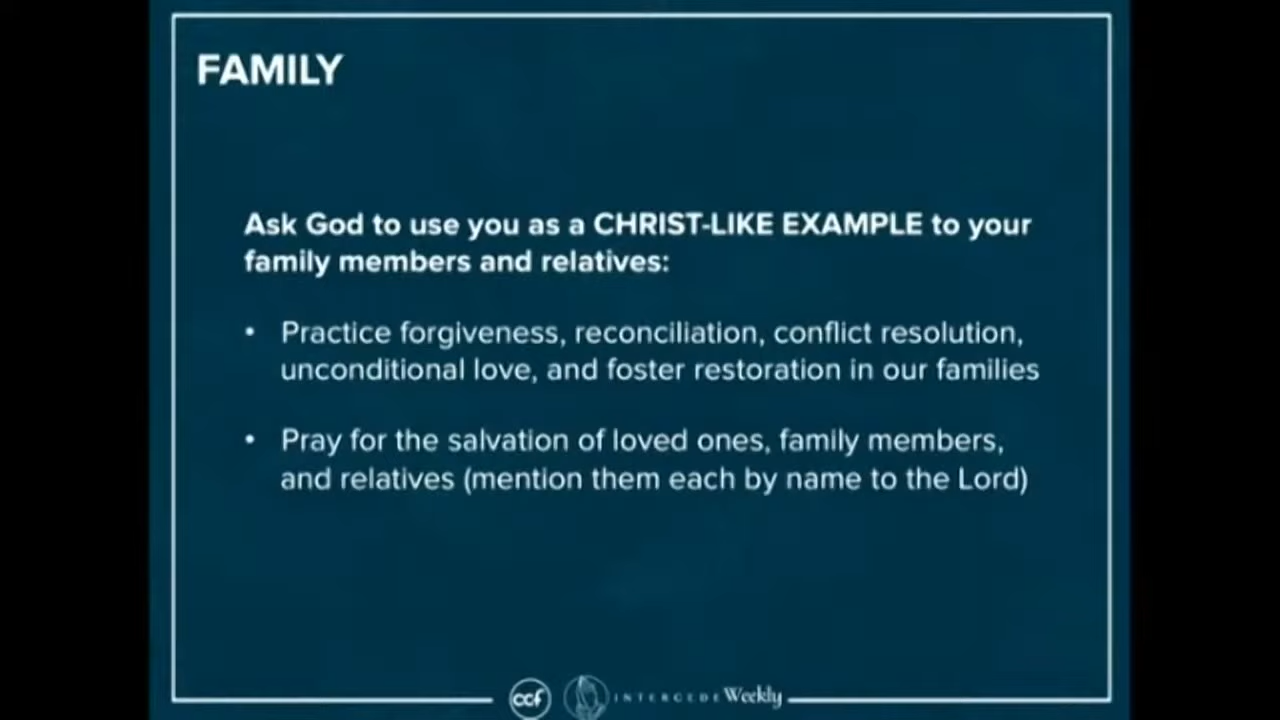 FAMILY
Ask God to use you as a CHRIST-LIKE EXAMPLE to your
family members and relatives:
• Practice forgiveness, reconciliation, conflict resolution,
unconditional love, and foster restoration in our families
• Pray for the salvation of loved ones, family members,
and relatives (mention them each by name to the Lord)
ccf INTERCEDE Weekly